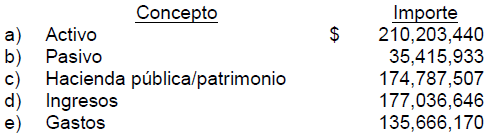 Concepto Importe
a) Activo $ 210,203,440
b) Pasivo 35,415,933
c) Hacienda pública/patrimonio 174,787,507
d) Ingresos 177,036,646
e) Gastos 135,666,170